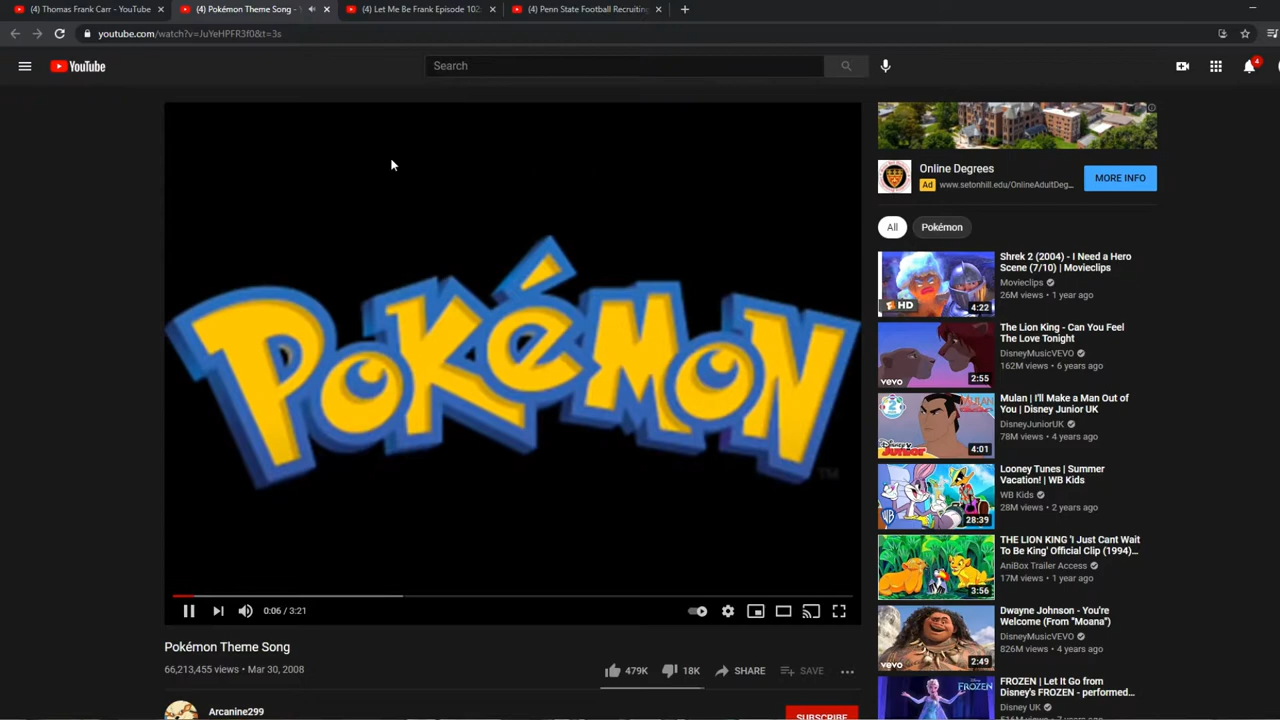 (4) Thomas Frank Carr - YouTube
(4) Pokémon Theme Song -
(4) Let Me Be Frank Episode 102:
(4) Penn State Football Recruiting
youtube.com/watch?v=JuYeHPFR3f0&t=3s
YouTube
Search
4
POKÉMON
TM
0:06 / 3:21
Pokémon Theme Song
66,213,455 views • Mar 30, 2008
479K
18K
SHARE
SAVE
Arcanine299
SUBSCRIBE
Online Degrees
Ad
www.setonhill.edu/OnlineAdultDeg...
MORE INFO
All
Pokémon
HD
4:22
Shrek 2 (2004) - I Need a Hero
Scene (7/10) | Movieclips
Movieclips
26M views • 1 year ago
vevo
2:55
The Lion King - Can You Feel
The Love Tonight
DisneyMusicVEVO
162M views • 6 years ago
4:01
Mulan | I'll Make a Man Out of
You | Disney Junior UK
DisneyJuniorUK
78M views • 4 years ago
28:39
Looney Tunes | Summer
Vacation! | WB Kids
WB Kids
28M views • 2 years ago
3:56
THE LION KING 'I Just Cant Wait
To Be King' Official Clip (1994)...
AniBox Trailer Access
17M views • 1 year ago
vevo
2:49
Dwayne Johnson - You're
Welcome (From "Moana")
DisneyMusicVEVO
826M views • 4 years ago
FROZEN
FROZEN | Let It Go from
Disney's FROZEN - performed...
Disney UK